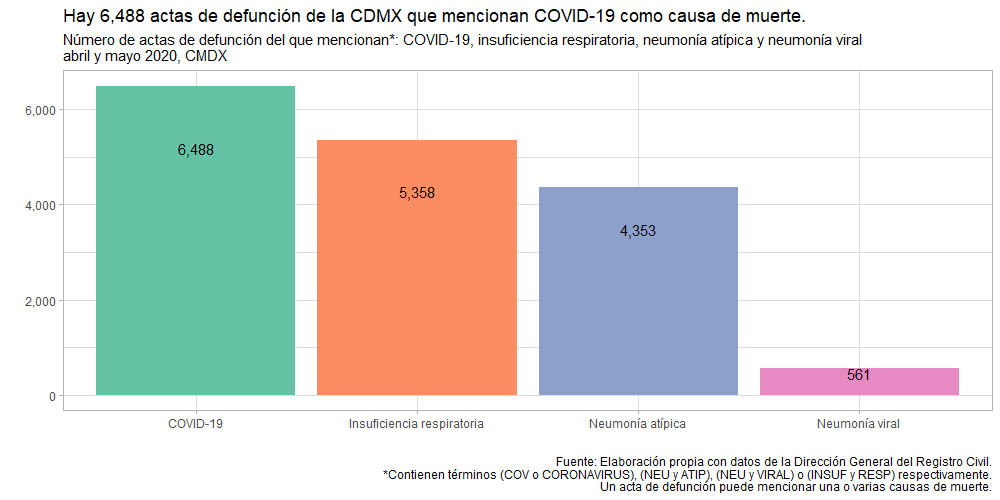 Hay 6,488 actas de defunción de la CDMX que mencionan COVID-19 como causa de muerte.
Número de actas de defunción del que mencionan*: COVID-19, insuficiencia respiratoria, neumonía atípica y neumonía viral
abril y mayo 2020, CMDX
6,000
4,000
2,000
0
6,488
5,358
4,353
561
COVID-19
Insuficiencia respiratoria
Neumonía atípica
Neumonía viral
Fuente: Elaboración propia con datos de la Dirección General del Registro Civil.
*Contienen términos (COV o CORONAVIRUS), (NEU y ATIP), (NEU y VIRAL) o (INSUF y RESP) respectivamente.
Un acta de defunción puede mencionar una o varias causas de muerte.